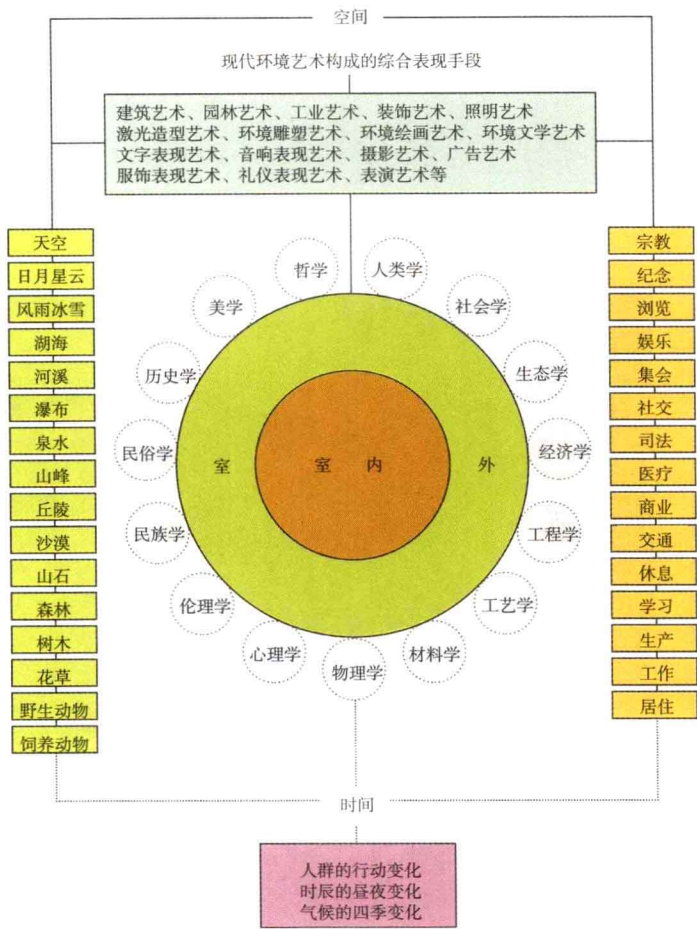 空间
现代环境艺术构成的综合表现手段
建筑艺术、园林艺术、工业艺术、装饰艺术、照明艺术
激光造型艺术、环境雕塑艺术、环境绘画艺术、环境文学艺术
文字表现艺术、音响表现艺术、摄影艺术、广告艺术
服饰表现艺术、礼仪表现艺术、表演艺术等
天空
日月星云
风雨冰雪
湖海
河溪
瀑布
泉水
山峰
丘陵
沙漠
山石
森林
树木
花草
野生动物
饲养动物
哲学
人类学
美学
社会学
历史学
生态学
民俗学
经济学
民族学
工程学
伦理学
工艺学
心理学
材料学
物理学
室 室 内 外
宗教
纪念
浏览
娱乐
集会
社交
司法
医疗
商业
交通
休息
学习
生产
工作
居住
时间
人群的行动变化
时辰的昼夜变化
气候的四季变化